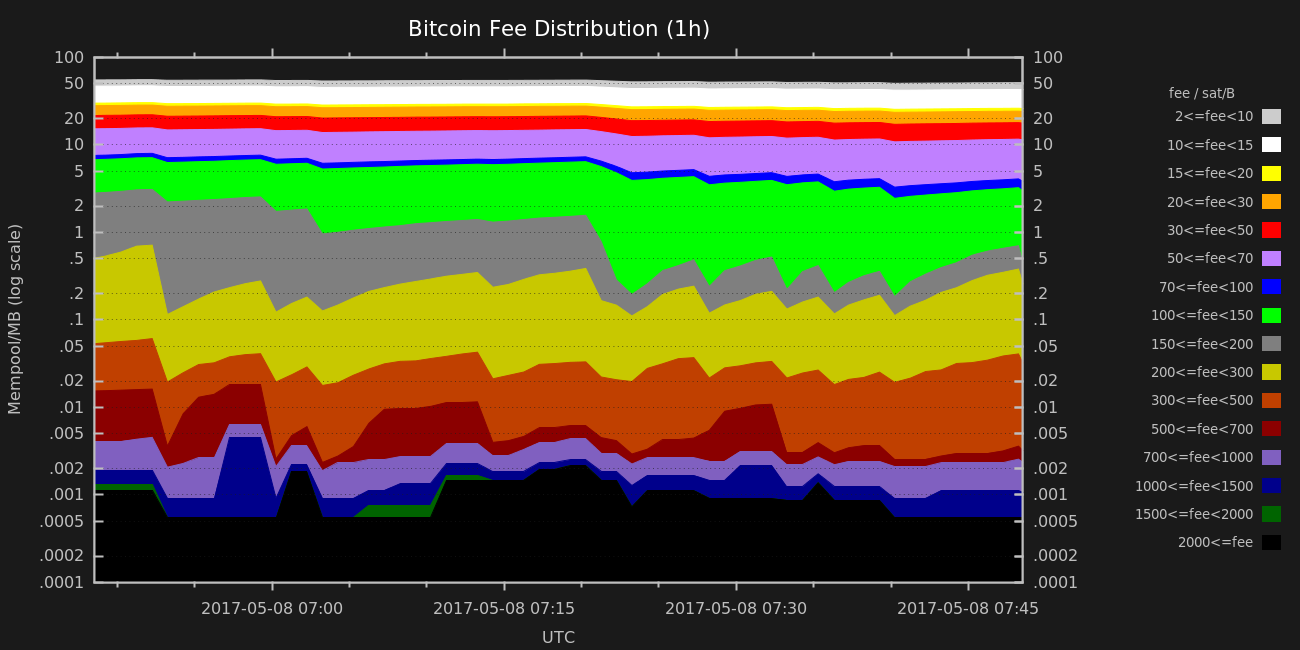 Bitcoin Fee Distribution (1h)
100
50
20
10
5
2
1
.5
.2
.1
.05
.02
.01
.005
.002
.001
.0005
.0002
.0001
Mempool/MB (log scale)
100
50
20
10
5
2
1
.5
.2
.1
.05
.02
.01
.005
.002
.001
.0005
.0002
.0001
2017-05-08 07:00
2017-05-08 07:15
2017-05-08 07:30
2017-05-08 07:45
UTC
fee / sat/B
2<=fee<10
10<=fee<15
15<=fee<20
20<=fee<30
30<=fee<50
50<=fee<70
70<=fee<100
100<=fee<150
150<=fee<200
200<=fee<300
300<=fee<500
500<=fee<700
700<=fee<1000
1000<=fee<1500
1500<=fee<2000
2000<=fee